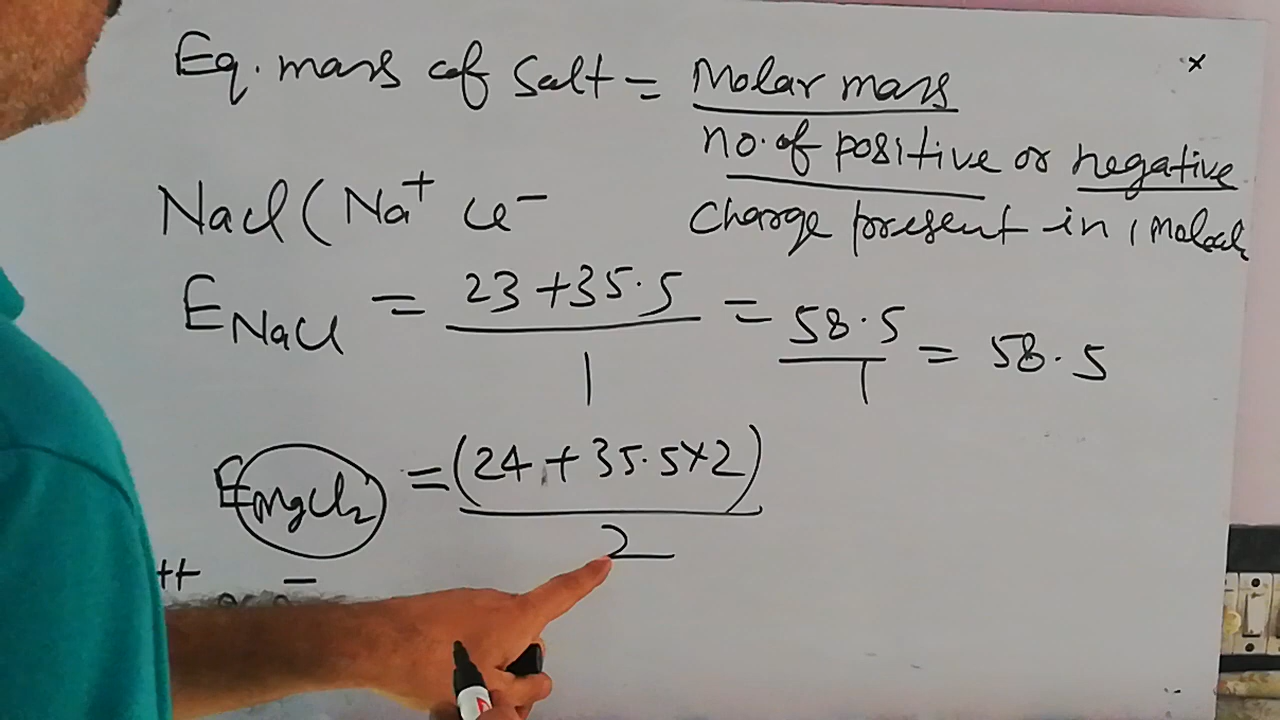 Eq. mass of Salt = Molar mass
no. of positive or negative
Charge present in 1 Molecule
NaCl ( Na⁺ Cl⁻
E NaCl = 23 + 35.5 / 1 = 58.5 / 1 = 58.5
E MgCl₂ = (24 + 35.5 × 2) / 2
++ −
x